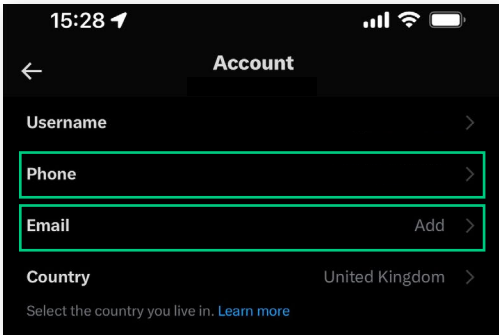 15:28
Account
Username
Phone
Email Add
Country United Kingdom
Select the country you live in. Learn more